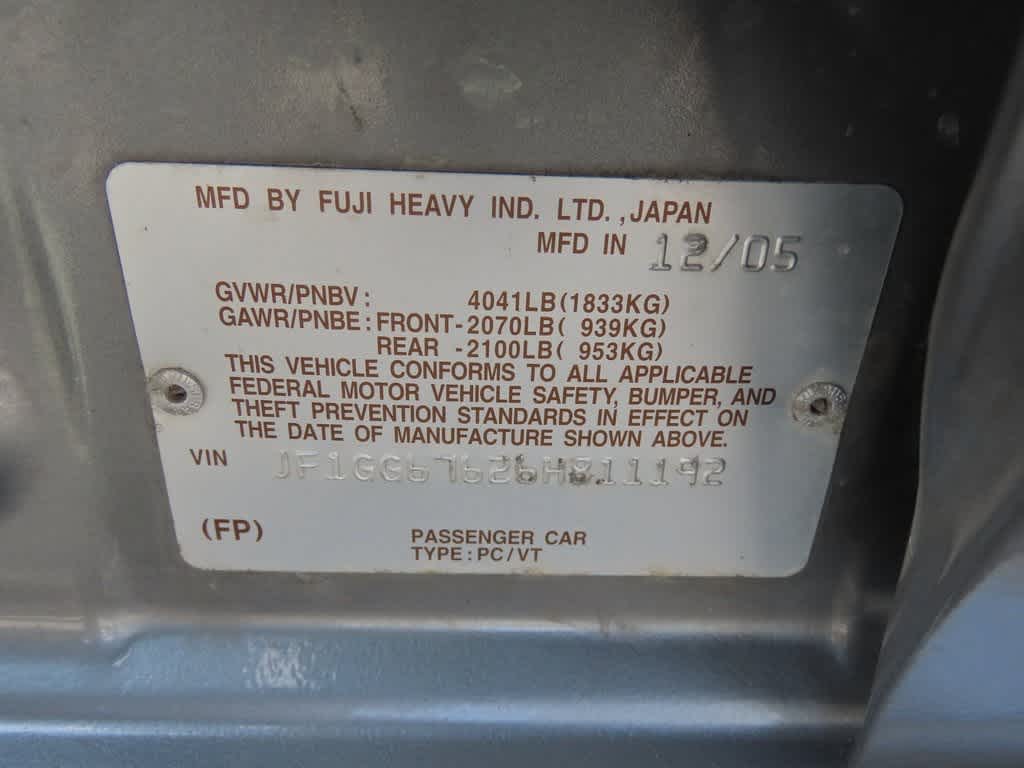 MFD BY FUJI HEAVY IND. LTD.,JAPAN
MFD IN 12/05
GVWR/PNBV: 4041LB(1833KG)
GAWR/PNBE: FRONT-2070LB( 939KG)
REAR -2100LB( 953KG)
THIS VEHICLE CONFORMS TO ALL APPLICABLE
FEDERAL MOTOR VEHICLE SAFETY, BUMPER, AND
THEFT PREVENTION STANDARDS IN EFFECT ON
THE DATE OF MANUFACTURE SHOWN ABOVE.
VIN JF1GG67626H811192
(FP) PASSENGER CAR
TYPE: PC/VT